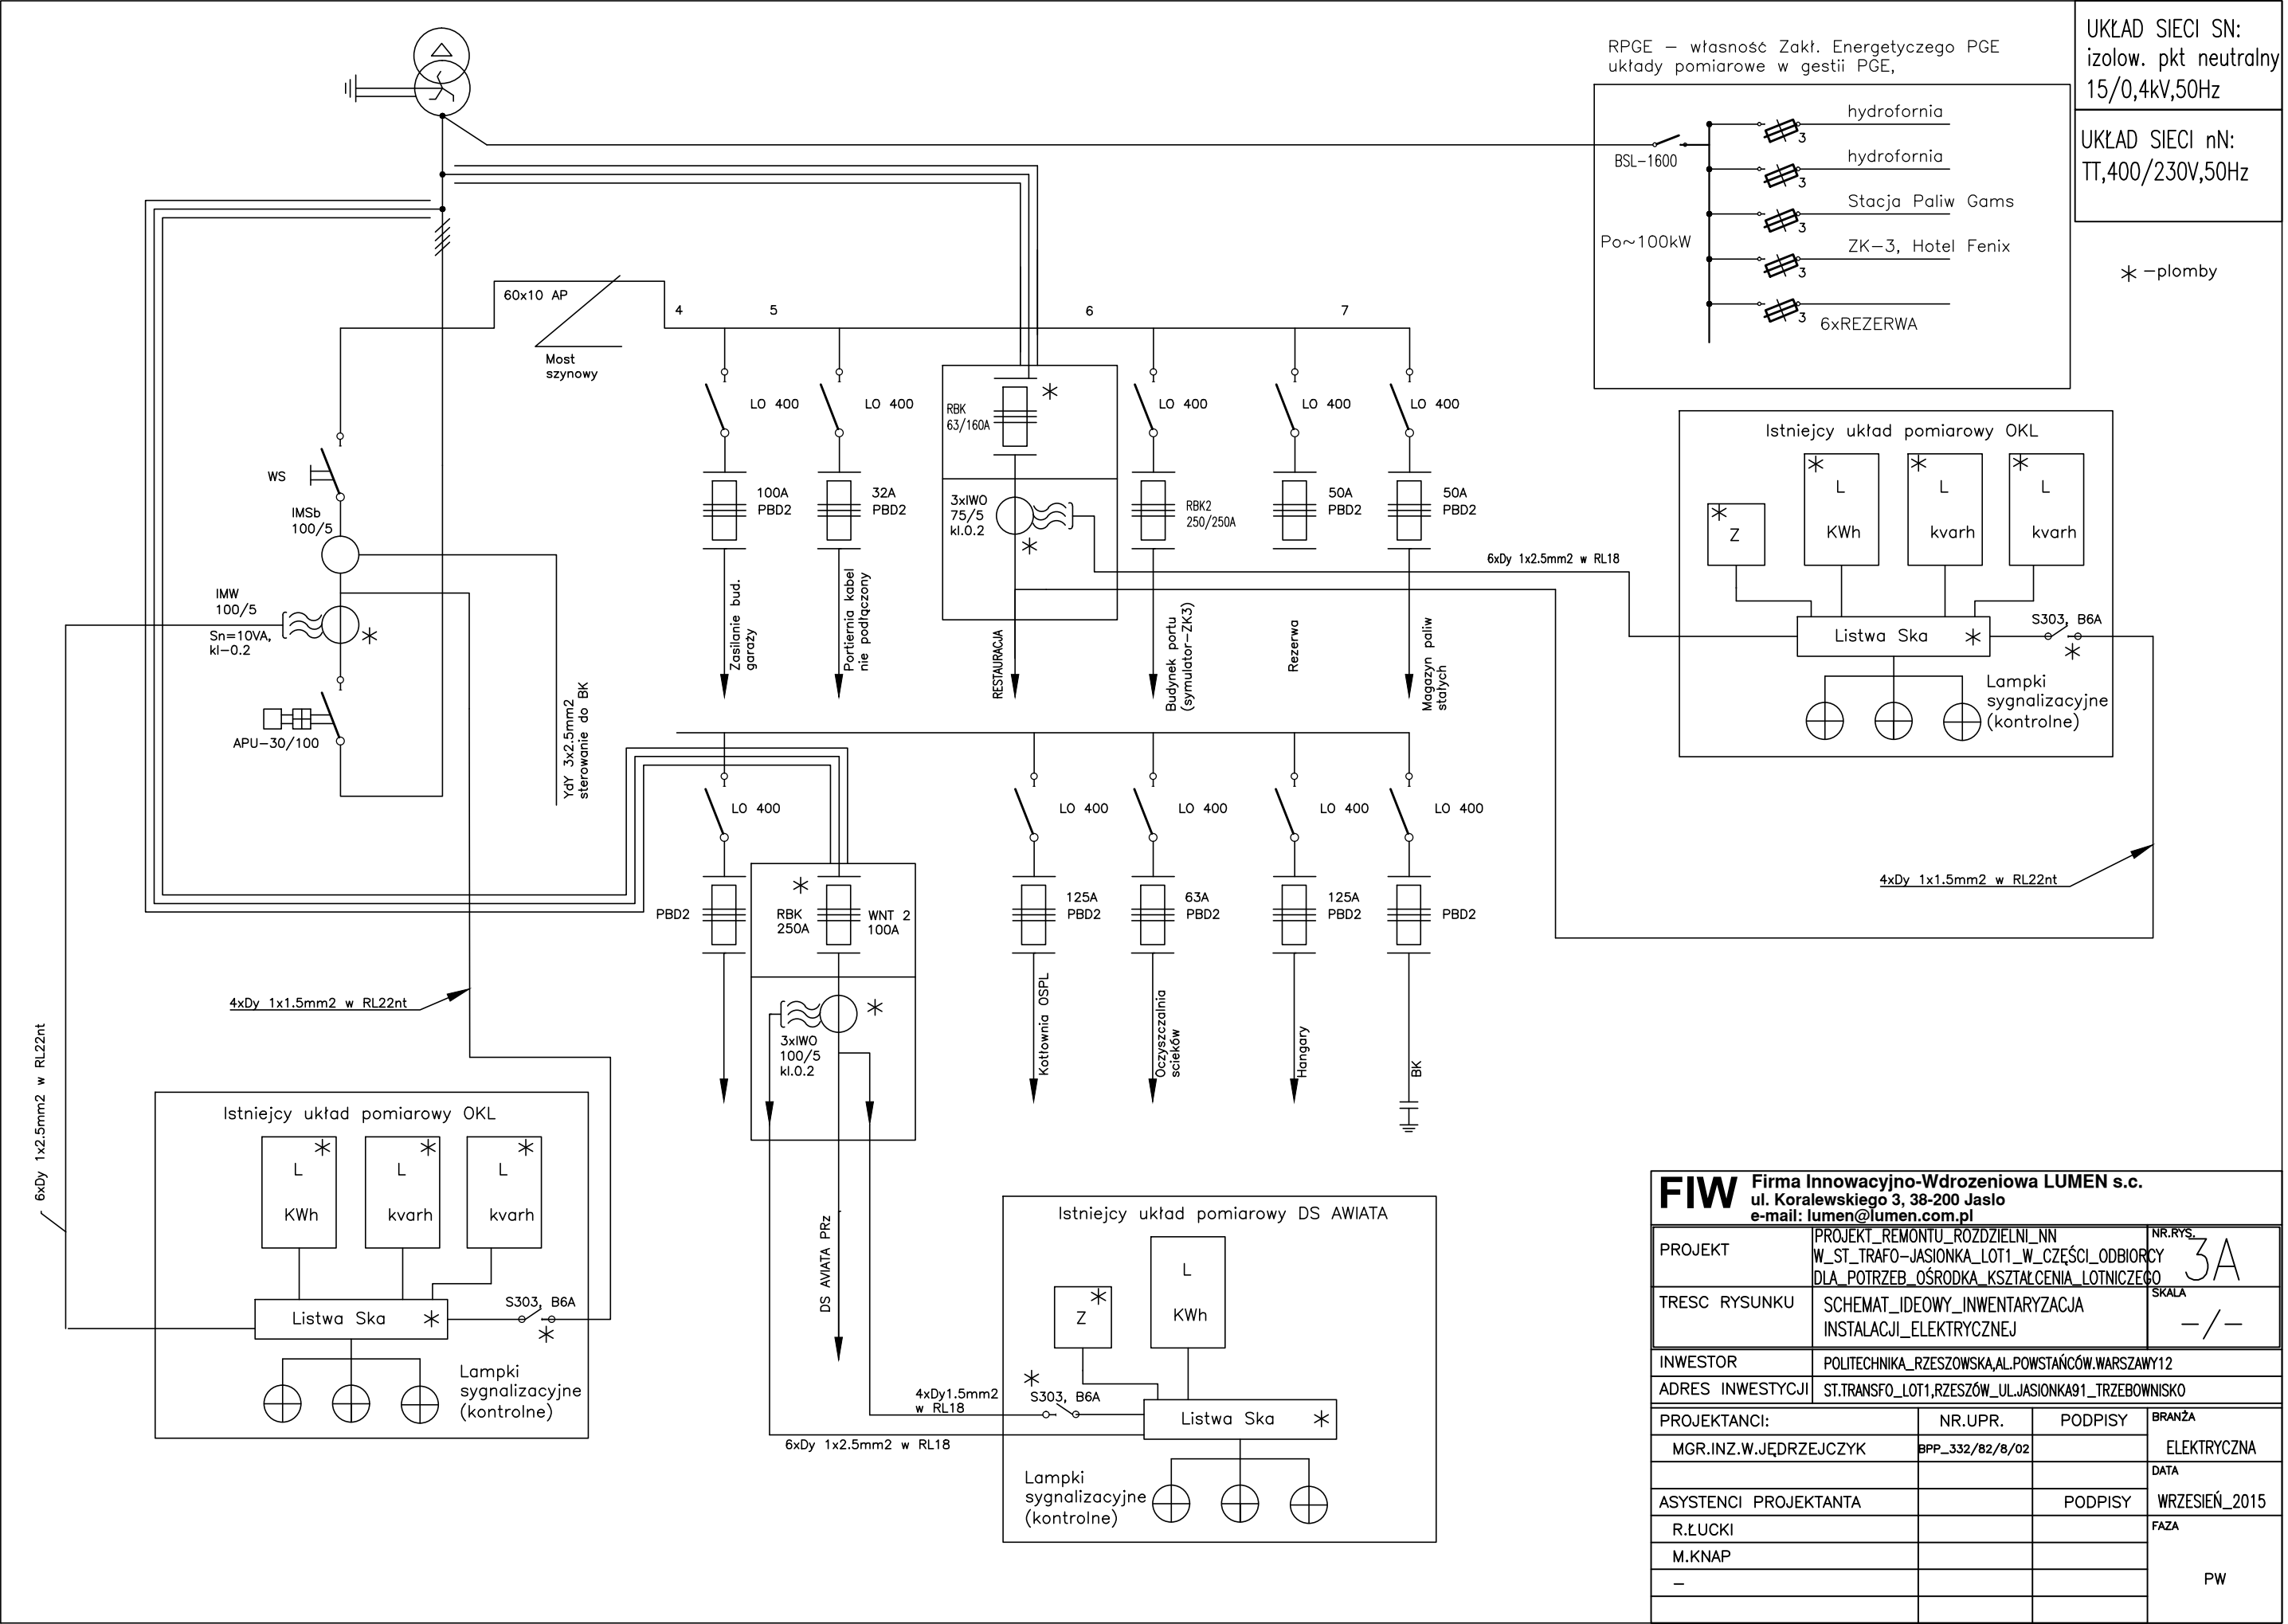 UKŁAD SIECI SN:
izolow. pkt neutralny
15/0,4kV,50Hz
UKŁAD SIECI nN:
TT,400/230V,50Hz
* -plomby
RPGE - własność Zakł. Energetyczego PGE
układy pomiarowe w gestii PGE,
hydrofornia
3
BSL-1600
hydrofornia
3
Stacja Paliw Gams
3
Po~100kW
ZK-3, Hotel Fenix
3
3
6xREZERWA
60x10 AP
Most
szynowy
4
5
6
7
LO 400
LO 400
LO 400
LO 400
LO 400
RBK
63/160A
*
100A
PBD2
32A
PBD2
3xIWO
75/5
kl.0.2
*
RBK2
250/250A
50A
PBD2
50A
PBD2
Zasilanie bud.
garaży
Portiernia kabel
nie podłączony
RESTAURACJA
Budynek portu
(symulator-ZK3)
Rezerwa
Magazyn paliw
stałych
WS
IMSb
100/5
IMW
100/5
Sn=10VA,
kl-0.2
*
APU-30/100
YdY 3x2.5mm2
sterowanie do BK
6xDy 1x2.5mm2 w RL18
Istniejcy układ pomiarowy OKL
*
Z
*
L
KWh
*
L
kvarh
*
L
kvarh
Listwa Ska *
S303, B6A
*
Lampki
sygnalizacyjne
(kontrolne)
4xDy 1x1.5mm2 w RL22nt
LO 400
LO 400
LO 400
LO 400
LO 400
PBD2
*
RBK
250A
WNT 2
100A
125A
PBD2
63A
PBD2
125A
PBD2
PBD2
*
3xIWO
100/5
kl.0.2
Kotłownia OSPL
Oczyszczalnia
scieków
Hangary
BK
4xDy 1x1.5mm2 w RL22nt
6xDy 1x2.5mm2 w RL22nt
Istniejcy układ pomiarowy OKL
*
L
KWh
*
L
kvarh
*
L
kvarh
Listwa Ska *
S303, B6A
*
Lampki
sygnalizacyjne
(kontrolne)
DS AVIATA PRz
4xDy1.5mm2
w RL18
6xDy 1x2.5mm2 w RL18
Istniejcy układ pomiarowy DS AWIATA
*
Z
L
KWh
*
S303, B6A
Listwa Ska *
Lampki
sygnalizacyjne
(kontrolne)
FIW
Firma Innowacyjno-Wdrozeniowa LUMEN s.c.
ul. Koralewskiego 3, 38-200 Jaslo
e-mail: lumen@lumen.com.pl
PROJEKT
PROJEKT_REMONTU_ROZDZIELNI_NN
W_ST_TRAFO-JASIONKA_LOT1_W_CZĘŚCI_ODBIORCY
DLA_POTRZEB_OŚRODKA_KSZTAŁCENIA_LOTNICZEGO
NR.RYS.
3A
TRESC RYSUNKU
SCHEMAT_IDEOWY_INWENTARYZACJA
INSTALACJI_ELEKTRYCZNEJ
SKALA
-/-
INWESTOR
POLITECHNIKA_RZESZOWSKA,AL.POWSTAŃCÓW.WARSZAWY12
ADRES INWESTYCJI
ST.TRANSFO_LOT1,RZESZÓW_UL.JASIONKA91_TRZEBOWNISKO
PROJEKTANCI: NR.UPR. PODPISY
BRANŻA
ELEKTRYCZNA
MGR.INZ.W.JĘDRZEJCZYK BPP_332/82/8/02
DATA
WRZESIEŃ_2015
ASYSTENCI PROJEKTANTA PODPISY
R.ŁUCKI
M.KNAP
-
FAZA
PW